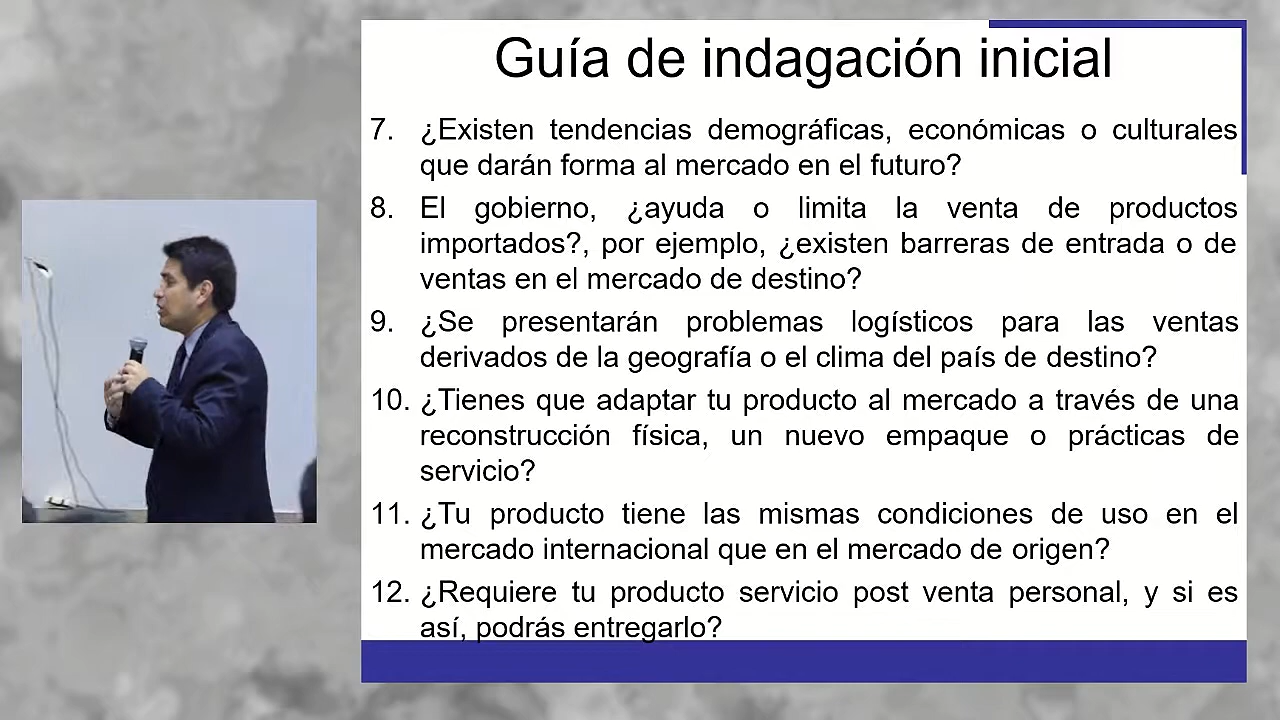 Guía de indagación inicial
7. ¿Existen tendencias demográficas, económicas o culturales
que darán forma al mercado en el futuro?
8. El gobierno, ¿ayuda o limita la venta de productos
importados?, por ejemplo, ¿existen barreras de entrada o de
ventas en el mercado de destino?
9. ¿Se presentarán problemas logísticos para las ventas
derivados de la geografía o el clima del país de destino?
10. ¿Tienes que adaptar tu producto al mercado a través de una
reconstrucción física, un nuevo empaque o prácticas de
servicio?
11. ¿Tu producto tiene las mismas condiciones de uso en el
mercado internacional que en el mercado de origen?
12. ¿Requiere tu producto servicio post venta personal, y si es
así, podrás entregarlo?